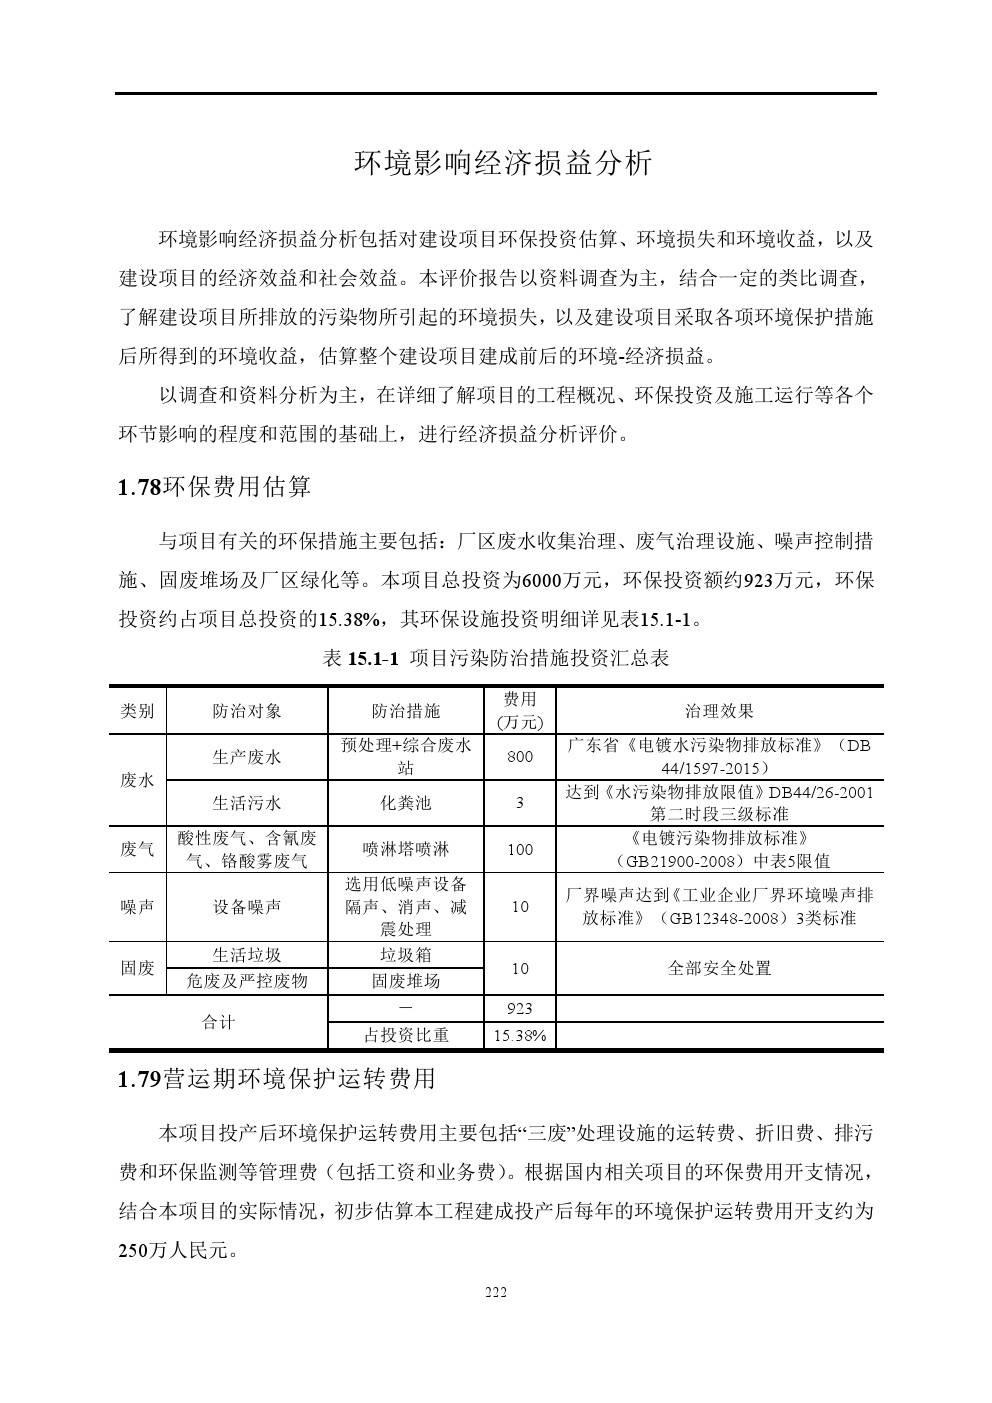 环境影响经济损益分析
环境影响经济损益分析包括对建设项目环保投资估算、环境损失和环境收益，以及
建设项目的经济效益和社会效益。本评价报告以资料调查为主，结合一定的类比调查，
了解建设项目所排放的污染物所引起的环境损失，以及建设项目采取各项环境保护措施
后所得到的环境收益，估算整个建设项目建成前后的环境-经济损益。
以调查和资料分析为主，在详细了解项目的工程概况、环保投资及施工运行等各个
环节影响的程度和范围的基础上，进行经济损益分析评价。
1.78环保费用估算
与项目有关的环保措施主要包括：厂区废水收集治理、废气治理设施、噪声控制措
施、固废堆场及厂区绿化等。本项目总投资为6000万元，环保投资额约923万元，环保
投资约占项目总投资的15.38%，其环保设施投资明细详见表15.1-1。
表 15.1-1 项目污染防治措施投资汇总表
类别 防治对象 防治措施 费用
(万元) 治理效果
废水 生产废水 预处理+综合废水
站 800 广东省《电镀水污染物排放标准》（DB
44/1597-2015）
生活污水 化粪池 3 达到《水污染物排放限值》DB44/26-2001
第二时段三级标准
废气 酸性废气、含氰废
气、铬酸雾废气 喷淋塔喷淋 100 《电镀污染物排放标准》
（GB21900-2008）中表5限值
噪声 设备噪声 选用低噪声设备
隔声、消声、减
震处理 10 厂界噪声达到《工业企业厂界环境噪声排
放标准》（GB12348-2008）3类标准
固废 生活垃圾 垃圾箱 10 全部安全处置
危废及严控废物 固废堆场
合计 — 923
占投资比重 15.38%
1.79营运期环境保护运转费用
本项目投产后环境保护运转费用主要包括“三废”处理设施的运转费、折旧费、排污
费和环保监测等管理费（包括工资和业务费）。根据国内相关项目的环保费用开支情况，
结合本项目的实际情况，初步估算本工程建成投产后每年的环境保护运转费用开支约为
250万人民元。
222